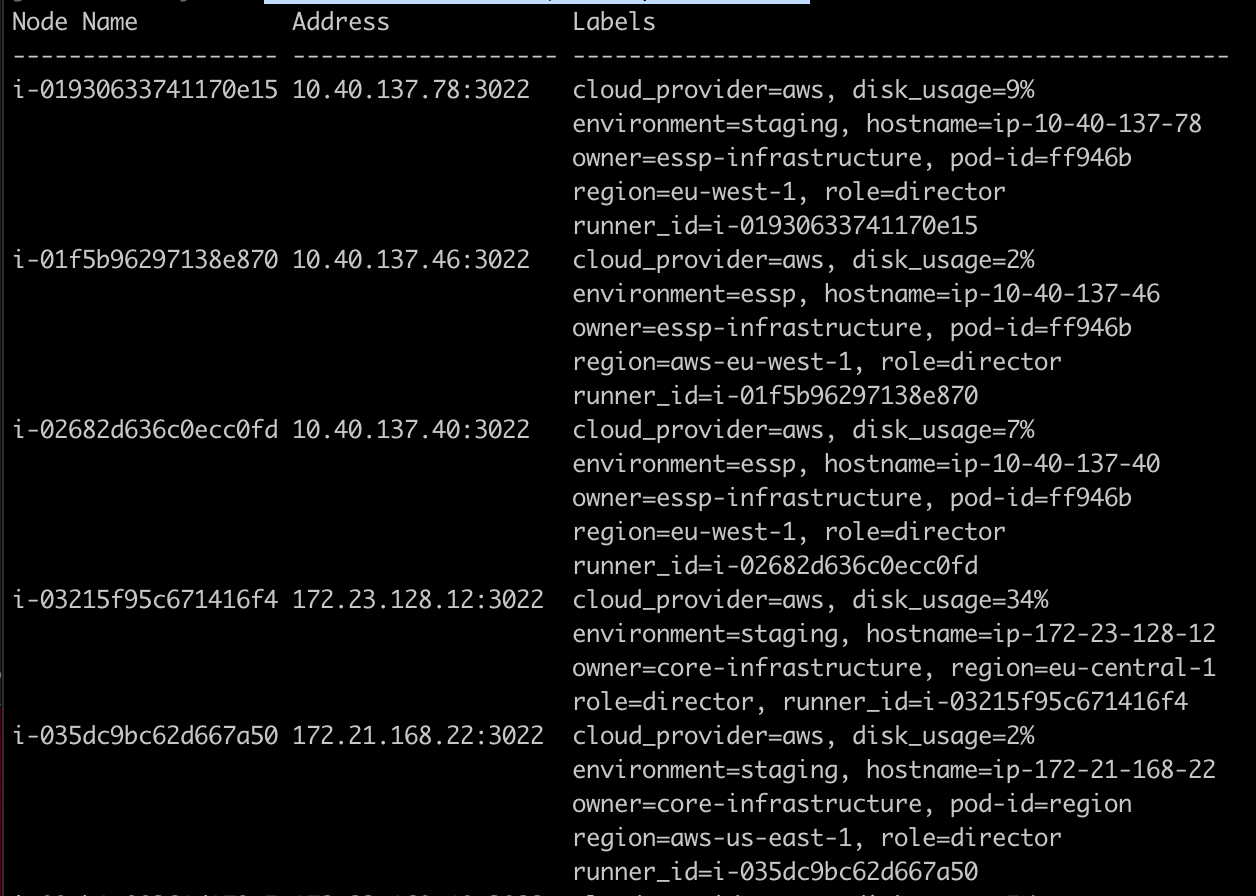 Node Name Address Labels
------------------- ------------------- -----------------------------------------------
i-01930633741170e15 10.40.137.78:3022 cloud_provider=aws, disk_usage=9%
environment=staging, hostname=ip-10-40-137-78
owner=essp-infrastructure, pod-id=ff946b
region=eu-west-1, role=director
runner_id=i-01930633741170e15
i-01f5b96297138e870 10.40.137.46:3022 cloud_provider=aws, disk_usage=2%
environment=essp, hostname=ip-10-40-137-46
owner=essp-infrastructure, pod-id=ff946b
region=aws-eu-west-1, role=director
runner_id=i-01f5b96297138e870
i-02682d636c0ecc0fd 10.40.137.40:3022 cloud_provider=aws, disk_usage=7%
environment=essp, hostname=ip-10-40-137-40
owner=essp-infrastructure, pod-id=ff946b
region=eu-west-1, role=director
runner_id=i-02682d636c0ecc0fd
i-03215f95c671416f4 172.23.128.12:3022 cloud_provider=aws, disk_usage=34%
environment=staging, hostname=ip-172-23-128-12
owner=core-infrastructure, region=eu-central-1
role=director, runner_id=i-03215f95c671416f4
i-035dc9bc62d667a50 172.21.168.22:3022 cloud_provider=aws, disk_usage=2%
environment=staging, hostname=ip-172-21-168-22
owner=core-infrastructure, pod-id=region
region=aws-us-east-1, role=director
runner_id=i-035dc9bc62d667a50